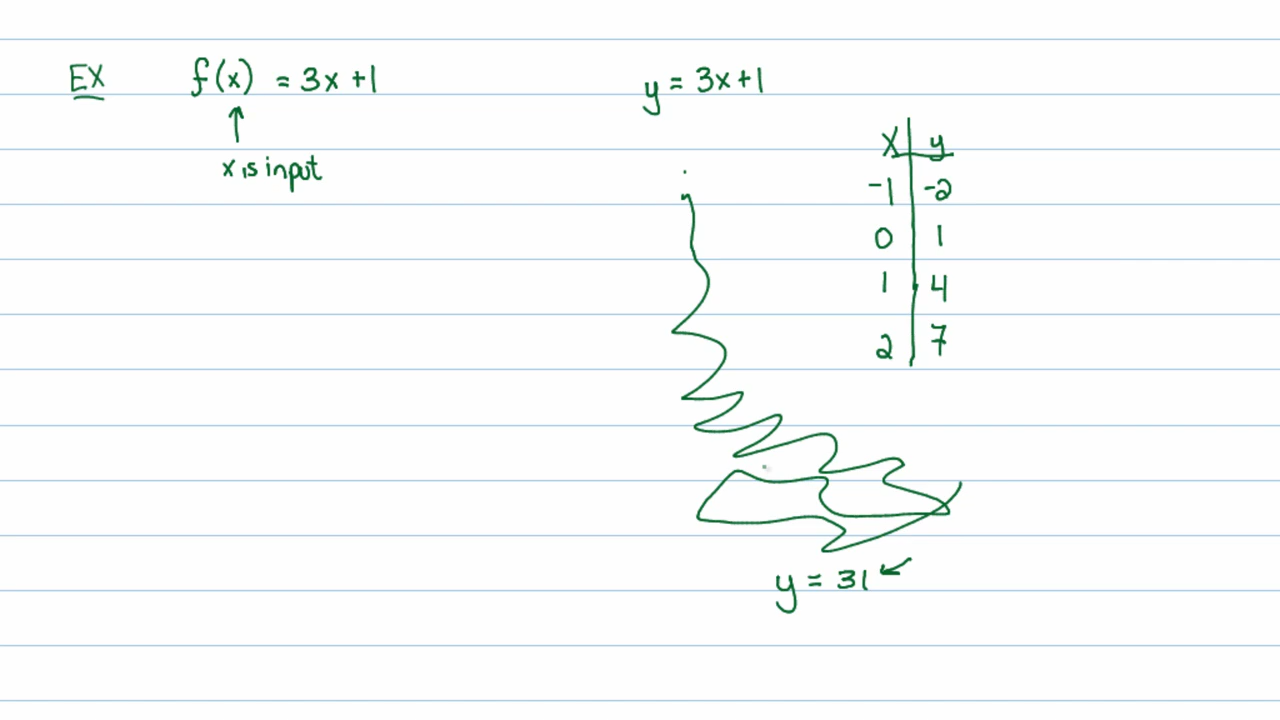 EX f(x) = 3x +1 y = 3x+1
↑
x is input
x y
-1 -2
0 1
1 4
2 7
y = 31 ↙